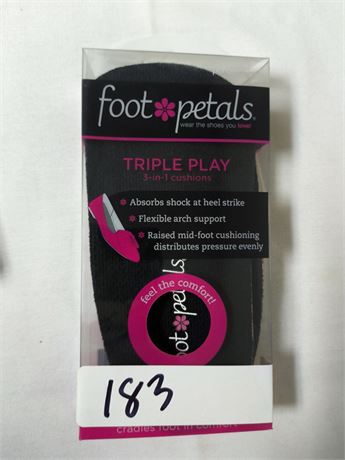 foot petals®
wear the shoes you love!
TRIPLE PLAY
3-in-1 cushions
Absorbs shock at heel strike
Flexible arch support
Raised mid-foot cushioning
distributes pressure evenly
feel the comfort!
foot petals
183
cradles foot in comfort